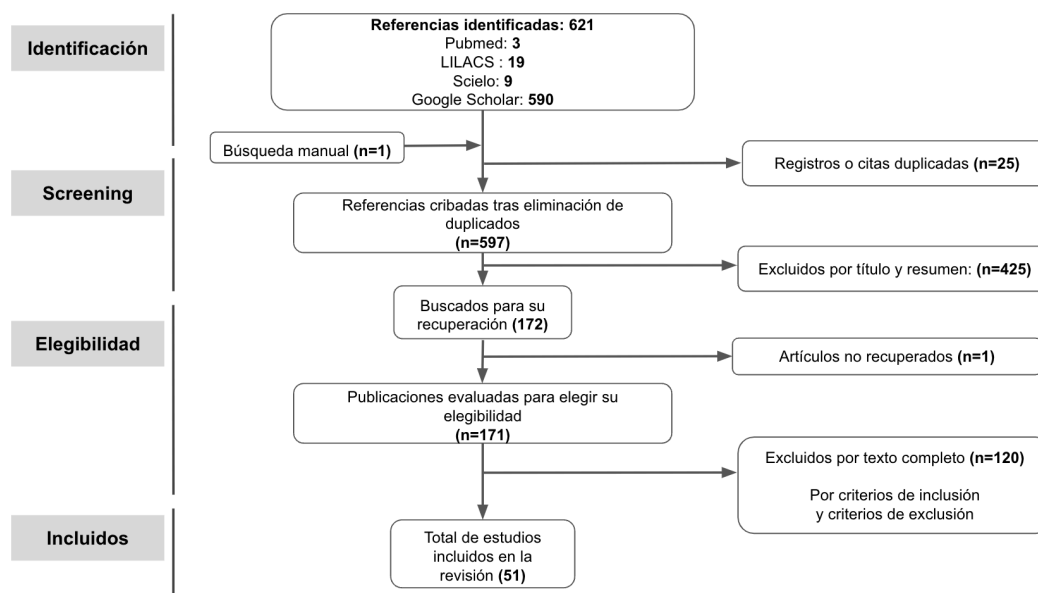 Identificación
Referencias identificadas: 621
Pubmed: 3
LILACS : 19
Scielo: 9
Google Scholar: 590
Búsqueda manual (n=1)
Registros o citas duplicadas (n=25)
Screening
Referencias cribadas tras eliminación de
duplicados
(n=597)
Excluidos por título y resumen: (n=425)
Buscados para su
recuperación (172)
Elegibilidad
Artículos no recuperados (n=1)
Publicaciones evaluadas para elegir su
elegibilidad
(n=171)
Excluidos por texto completo (n=120)
Por criterios de inclusión
y criterios de exclusión
Incluidos
Total de estudios
incluidos en la
revisión (51)